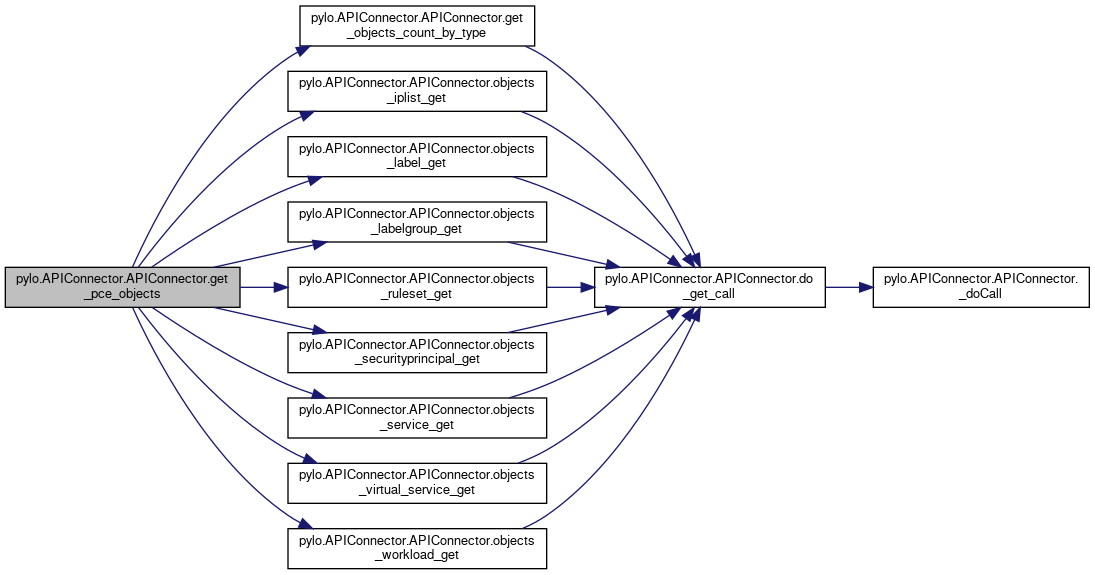 pylo.APIConnector.APIConnector.get
_objects_count_by_type
pylo.APIConnector.APIConnector.objects
_iplist_get
pylo.APIConnector.APIConnector.objects
_label_get
pylo.APIConnector.APIConnector.objects
_labelgroup_get
pylo.APIConnector.APIConnector.get
_pce_objects
pylo.APIConnector.APIConnector.objects
_ruleset_get
pylo.APIConnector.APIConnector.do
_get_call
pylo.APIConnector.APIConnector.
_doCall
pylo.APIConnector.APIConnector.objects
_securityprincipal_get
pylo.APIConnector.APIConnector.objects
_service_get
pylo.APIConnector.APIConnector.objects
_virtual_service_get
pylo.APIConnector.APIConnector.objects
_workload_get